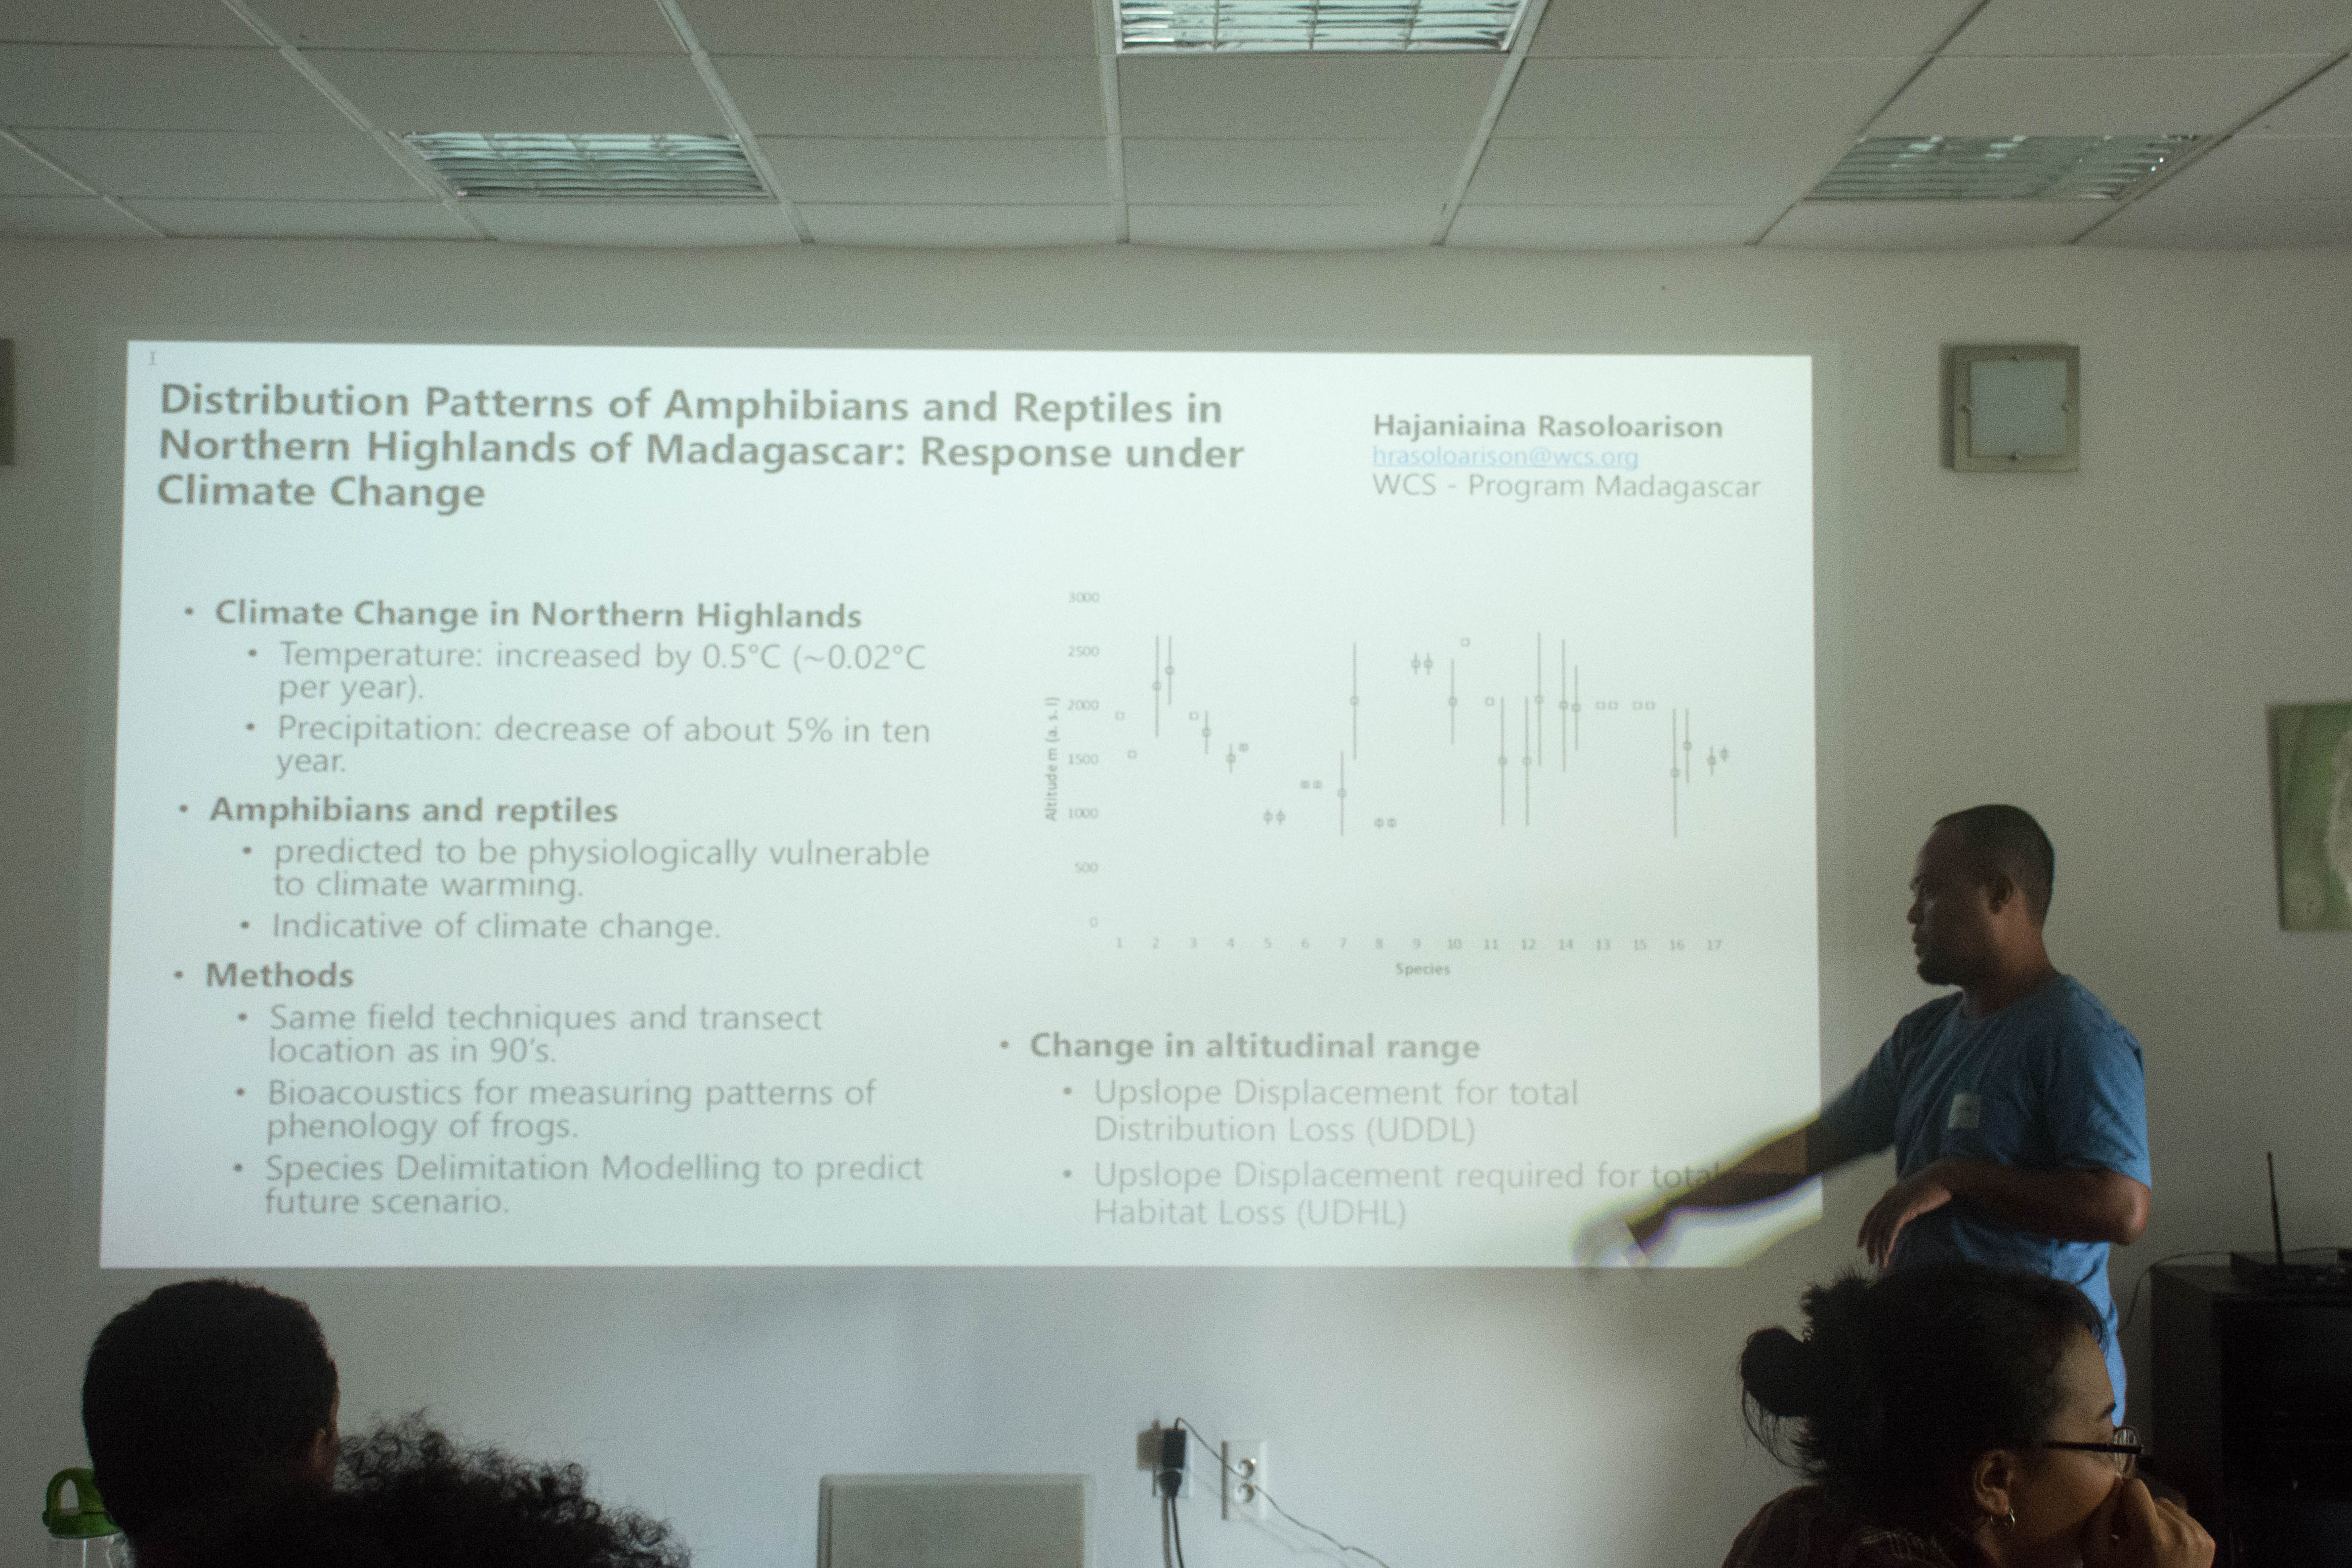 Distribution Patterns of Amphibians and Reptiles in
Northern Highlands of Madagascar: Response under
Climate Change
Hajaniaina Rasoloarison
hrasoloarison@wcs.org
WCS - Program Madagascar
• Climate Change in Northern Highlands
• Temperature: increased by 0.5°C (~0.02°C
per year).
• Precipitation: decrease of about 5% in ten
year.
• Amphibians and reptiles
• predicted to be physiologically vulnerable
to climate warming.
• Indicative of climate change.
• Methods
• Same field techniques and transect
location as in 90's.
• Bioacoustics for measuring patterns of
phenology of frogs.
• Species Delimitation Modelling to predict
future scenario.
3000
2500
2000
1500
1000
500
0
Altitude m (a. s. l)
1 2 3 4 5 6 7 8 9 10 11 12 14 13 15 16 17
Species
• Change in altitudinal range
• Upslope Displacement for total
Distribution Loss (UDDL)
• Upslope Displacement required for total
Habitat Loss (UDHL)